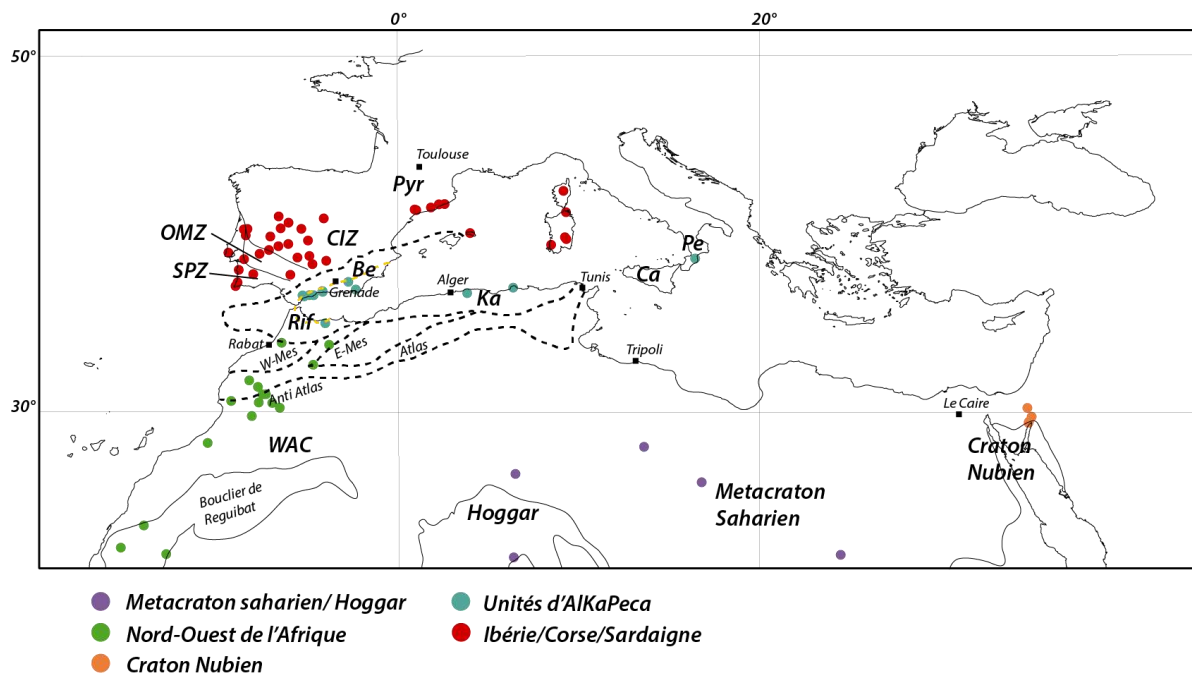 0°
20°
50°
Toulouse
Pyr
OMZ
CIZ
SPZ
Be
Pe
Grenade
Alger
Ka
Tunis
Ca
Rif
Rabat
W-Mes
E-Mes
Atlas
Tripoli
Anti Atlas
30°
Le Caire
WAC
Craton
Nubien
Bouclier de
Reguibat
Hoggar
Metacraton
Saharien
Metacraton saharien/ Hoggar
Unités d'AlKaPeca
Nord-Ouest de l'Afrique
Ibérie/Corse/Sardaigne
Craton Nubien